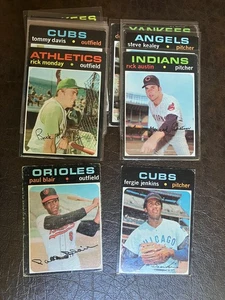 YANKEES
CUBS
tommy davis • outfield
ANGELS
steve kealey • pitcher
ATHLETICS
rick monday • outfield
INDIANS
rick austin • pitcher
ORIOLES
paul blair • outfield
CUBS
fergie jenkins • pitcher
CHICAGO